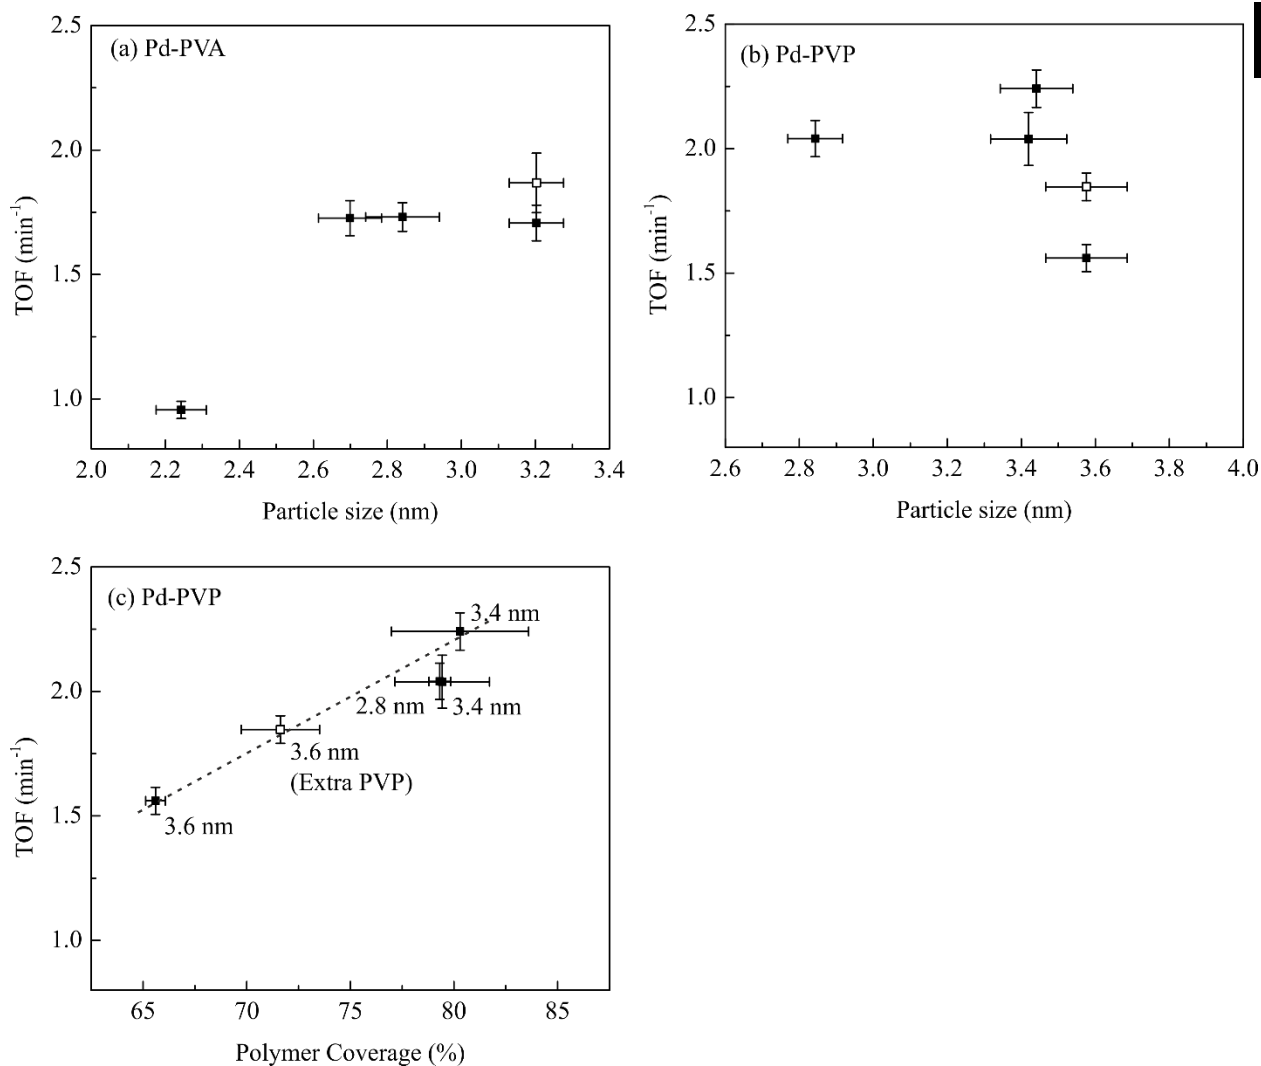 (a) Pd-PVA
2.5
2.0
1.5
1.0
TOF (min⁻¹)
2.0 2.2 2.4 2.6 2.8 3.0 3.2 3.4
Particle size (nm)
(b) Pd-PVP
2.5
2.0
1.5
1.0
TOF (min⁻¹)
2.6 2.8 3.0 3.2 3.4 3.6 3.8 4.0
Particle size (nm)
(c) Pd-PVP
2.5
2.0
1.5
1.0
TOF (min⁻¹)
3.4 nm
2.8 nm 3.4 nm
3.6 nm
(Extra PVP)
3.6 nm
65 70 75 80 85
Polymer Coverage (%)